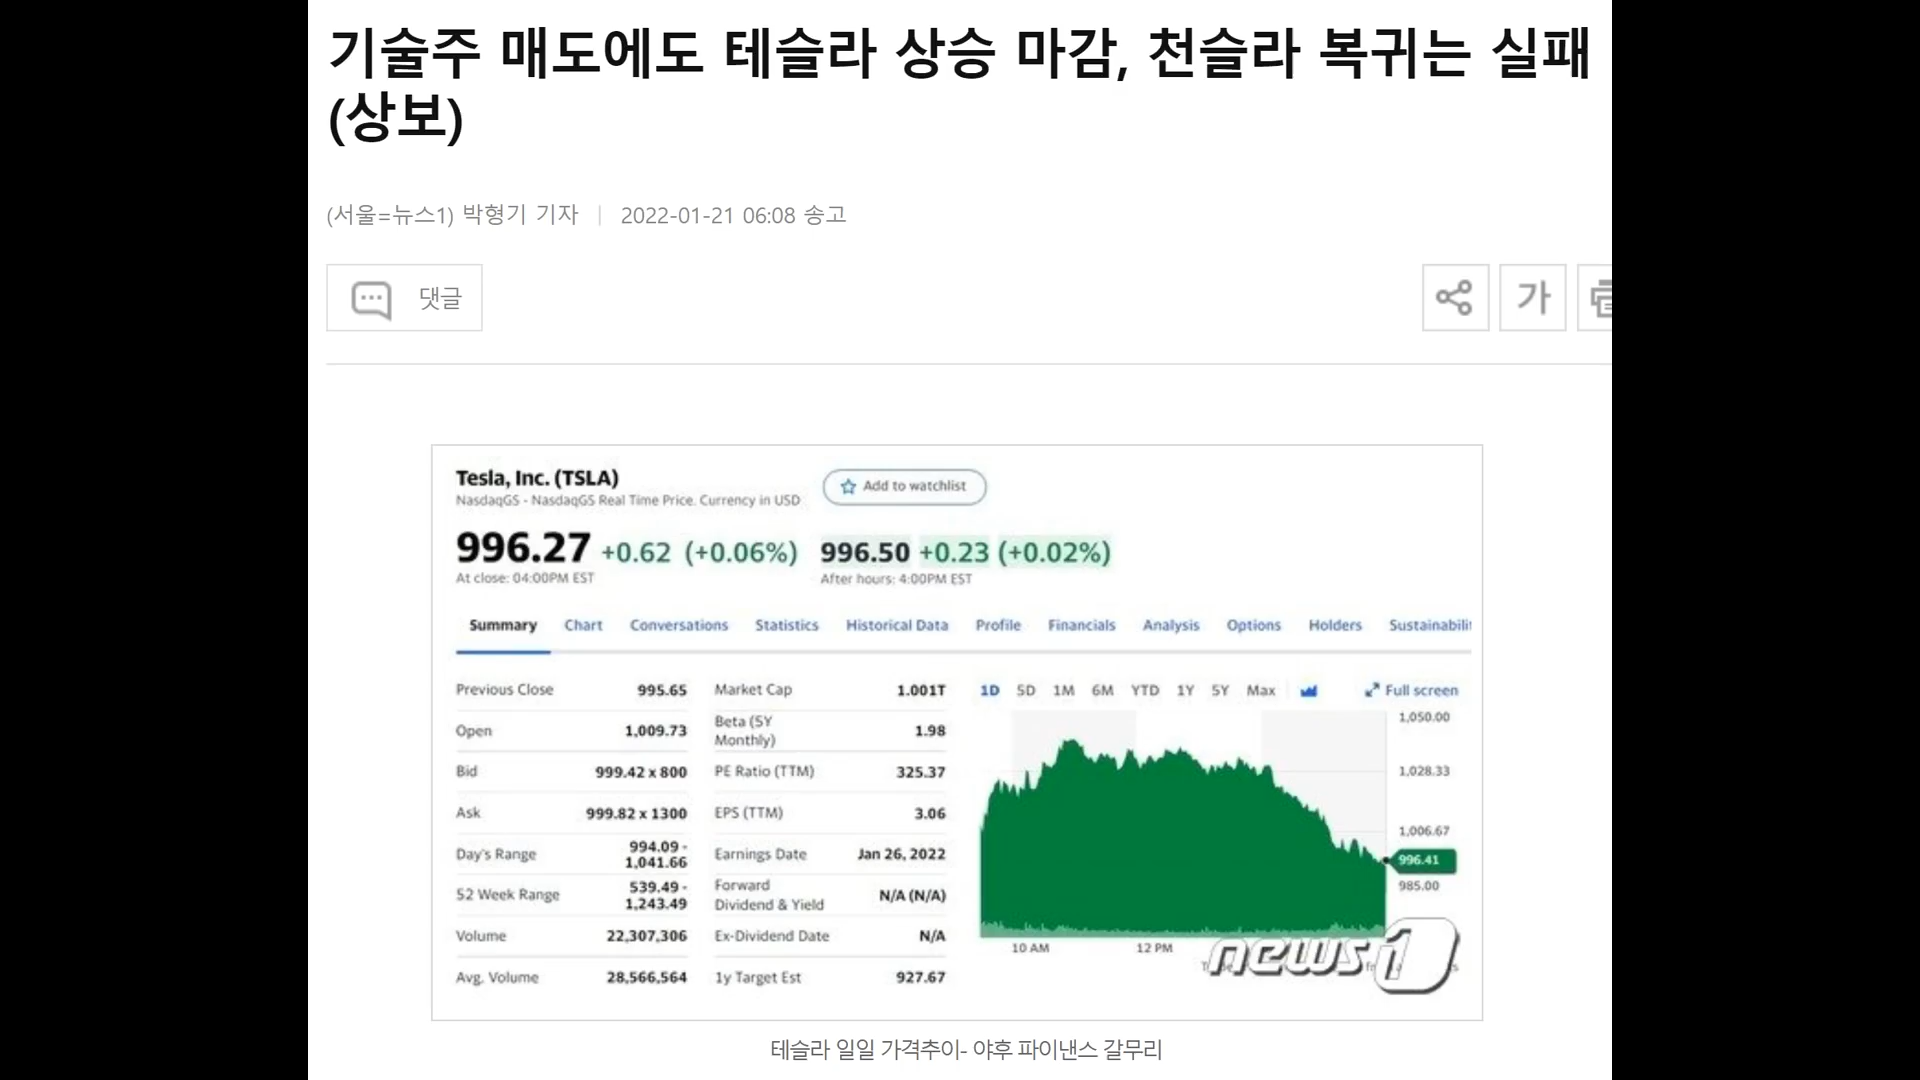 기술주 매도에도 테슬라 상승 마감, 천슬라 복귀는 실패
(상보)
(서울=뉴스1) 박형기 기자 | 2022-01-21 06:08 송고
댓글
가
Tesla, Inc. (TSLA)
Add to watchlist
NasdaqGS - NasdaqGS Real Time Price. Currency in USD
996.27 +0.62 (+0.06%) 996.50 +0.23 (+0.02%)
At close: 04:00PM EST After hours: 4:00PM EST
Summary Chart Conversations Statistics Historical Data Profile Financials Analysis Options Holders Sustainabilit
Previous Close 995.65
Open 1,009.73
Bid 999.42 x 800
Ask 999.82 x 1300
Day's Range 994.09 -
1,041.66
52 Week Range 539.49 -
1,243.49
Volume 22,307,306
Avg. Volume 28,566,564
Market Cap 1.001T
Beta (5Y
Monthly) 1.98
PE Ratio (TTM) 325.37
EPS (TTM) 3.06
Earnings Date Jan 26, 2022
Forward
Dividend & Yield N/A (N/A)
Ex-Dividend Date N/A
1y Target Est 927.67
1D 5D 1M 6M YTD 1Y 5Y Max Full screen
1,050.00
1,028.33
1,006.67
996.41
985.00
10 AM 12 PM
news1
테슬라 일일 가격추이- 야후 파이낸스 갈무리